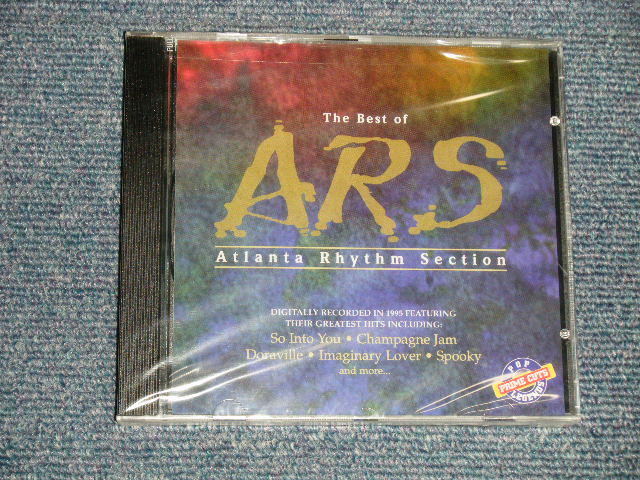 The Best of
ARS
Atlanta Rhythm Section
DIGITALLY RECORDED IN 1995 FEATURING
THEIR GREATEST HITS INCLUDING:
So Into You • Champagne Jam
Doraville • Imaginary Lover • Spooky
and more...
POP
PRIME CUTS
LEGENDS